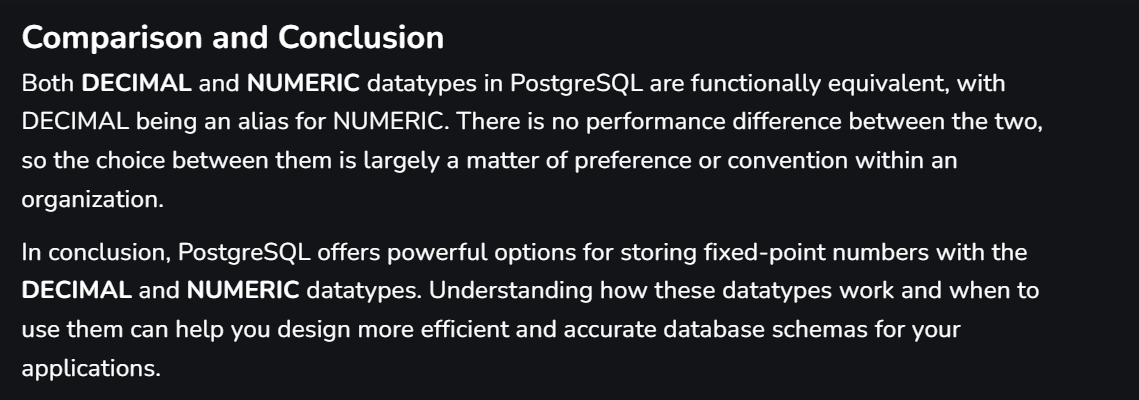 Comparison and Conclusion
Both DECIMAL and NUMERIC datatypes in PostgreSQL are functionally equivalent, with
DECIMAL being an alias for NUMERIC. There is no performance difference between the two,
so the choice between them is largely a matter of preference or convention within an
organization.
In conclusion, PostgreSQL offers powerful options for storing fixed-point numbers with the
DECIMAL and NUMERIC datatypes. Understanding how these datatypes work and when to
use them can help you design more efficient and accurate database schemas for your
applications.